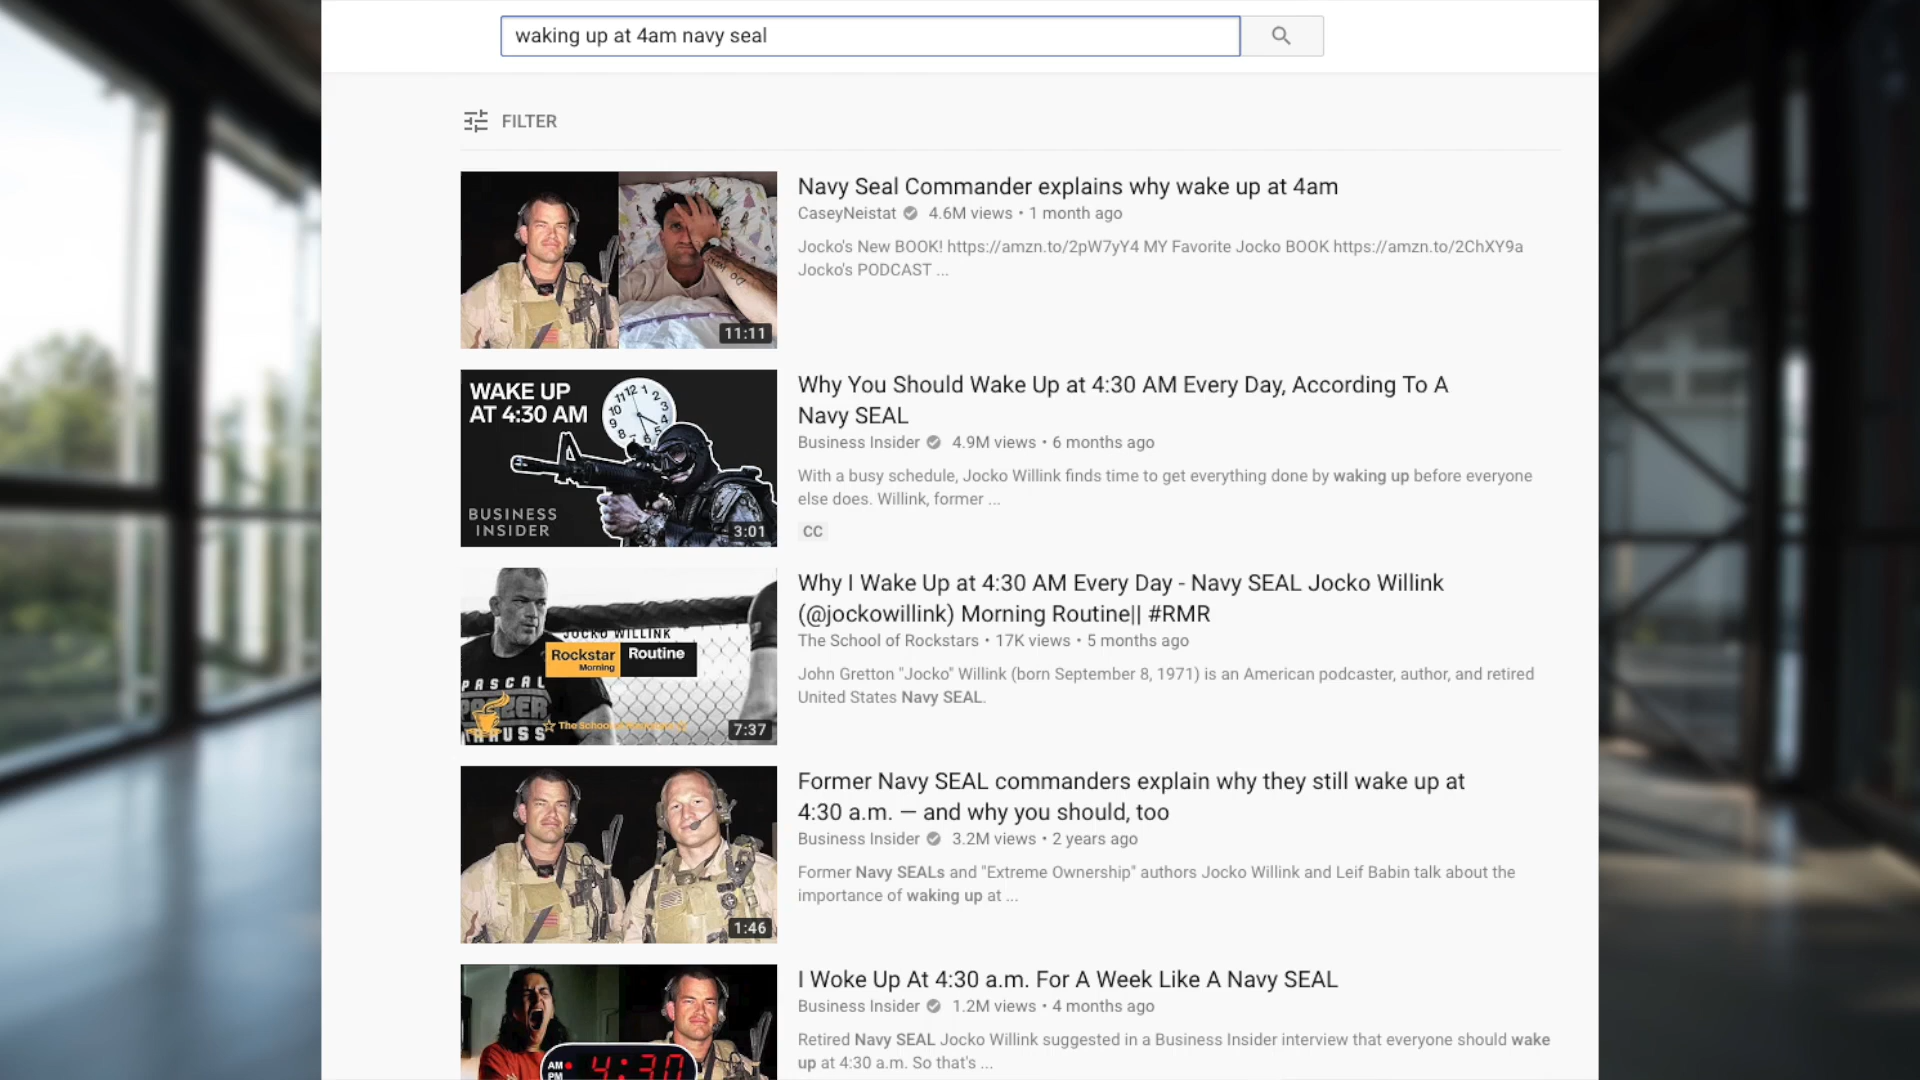 waking up at 4am navy seal
FILTER
11:11
Navy Seal Commander explains why wake up at 4am
CaseyNeistat 4.6M views • 1 month ago
Jocko's New BOOK! https://amzn.to/2pW7yY4 MY Favorite Jocko BOOK https://amzn.to/2ChXY9a
Jocko's PODCAST ...
WAKE UP
AT 4:30 AM
BUSINESS
INSIDER
3:01
Why You Should Wake Up at 4:30 AM Every Day, According To A
Navy SEAL
Business Insider 4.9M views • 6 months ago
With a busy schedule, Jocko Willink finds time to get everything done by waking up before everyone
else does. Willink, former ...
CC
JOCKO WILLINK
Rockstar
Morning
Routine
PASCAL
KRAUSS
The School
7:37
Why I Wake Up at 4:30 AM Every Day - Navy SEAL Jocko Willink
(@jockowillink) Morning Routine|| #RMR
The School of Rockstars • 17K views • 5 months ago
John Gretton "Jocko" Willink (born September 8, 1971) is an American podcaster, author, and retired
United States Navy SEAL.
1:46
Former Navy SEAL commanders explain why they still wake up at
4:30 a.m. — and why you should, too
Business Insider 3.2M views • 2 years ago
Former Navy SEALs and "Extreme Ownership" authors Jocko Willink and Leif Babin talk about the
importance of waking up at ...
AM
PM
4:30
I Woke Up At 4:30 a.m. For A Week Like A Navy SEAL
Business Insider 1.2M views • 4 months ago
Retired Navy SEAL Jocko Willink suggested in a Business Insider interview that everyone should wake
up at 4:30 a.m. So that's ...